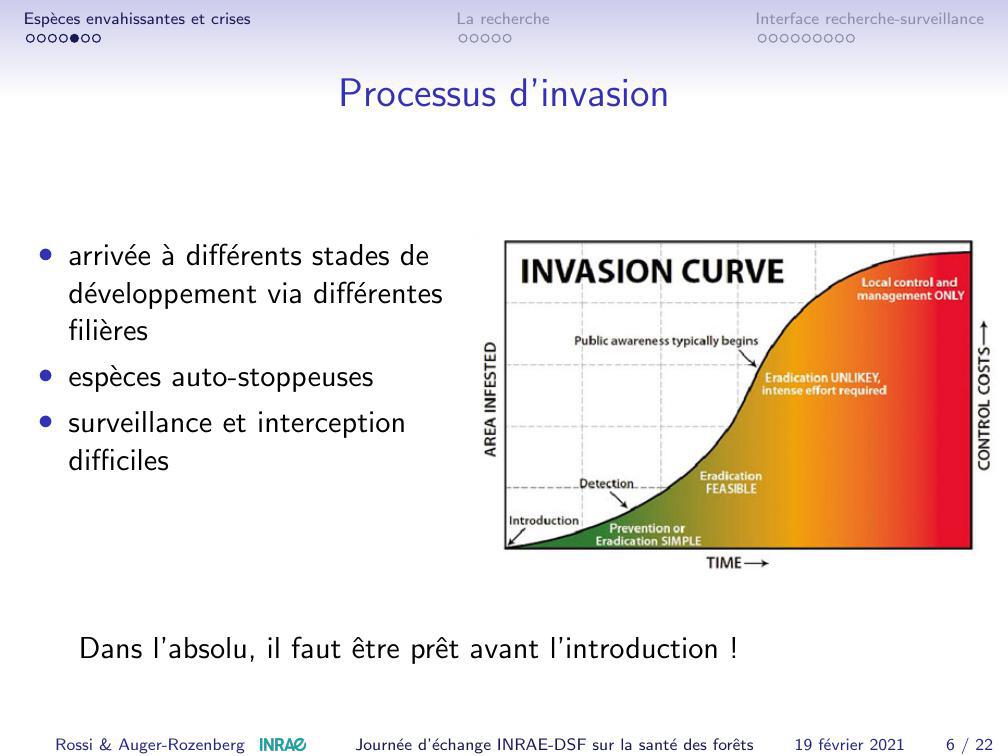 Espèces envahissantes et crises
La recherche
Interface recherche-surveillance
Processus d'invasion
• arrivée à différents stades de
développement via différentes
filières
• espèces auto-stoppeuses
• surveillance et interception
difficiles
INVASION CURVE
Local control and
management ONLY
Public awareness typically begins
Eradication UNLIKEY,
intense effort required
Eradication
FEASIBLE
Detection
Introduction
Prevention or
Eradication SIMPLE
AREA INFESTED
CONTROL COSTS
TIME
Dans l'absolu, il faut être prêt avant l'introduction !
Rossi & Auger-Rozenberg INRAE Journée d'échange INRAE-DSF sur la santé des forêts 19 février 2021 6 / 22